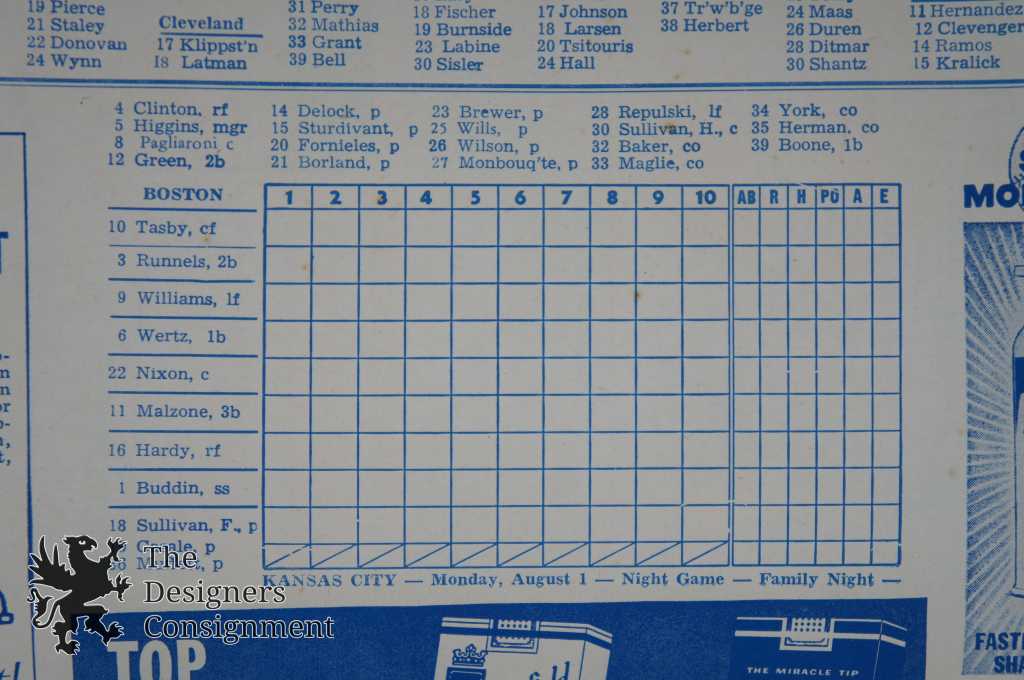 19 Pierce
21 Staley
22 Donovan
24 Wynn
Cleveland
17 Klippst'n
18 Latman
31 Perry
32 Mathias
33 Grant
39 Bell
18 Fischer
19 Burnside
23 Labine
30 Sisler
17 Johnson
18 Larsen
20 Tsitouris
24 Hall
37 Tr'w'b'ge
38 Herbert
24 Maas
26 Duren
28 Ditmar
30 Shantz
11 Hernandez
12 Clevenger
14 Ramos
15 Kralick
4 Clinton, rf 14 Delock, p 23 Brewer, p 28 Repulski, lf 34 York, co
5 Higgins, mgr 15 Sturdivant, p 25 Wills, p 30 Sullivan, H., c 35 Herman, co
8 Pagliaroni c 20 Fornieles, p 26 Wilson, p 32 Baker, co 39 Boone, 1b
12 Green, 2b 21 Borland, p 27 Monbouq'te, p 33 Maglie, co
BOSTON 1 2 3 4 5 6 7 8 9 10 AB R H PO A E
10 Tasby, cf
3 Runnels, 2b
9 Williams, lf
6 Wertz, 1b
22 Nixon, c
11 Malzone, 3b
16 Hardy, rf
1 Buddin, ss
18 Sullivan, F., p
p
p
KANSAS CITY — Monday, August 1 — Night Game — Family Night —
The
Designers
Consignment
TOP
THE MIRACLE TIP